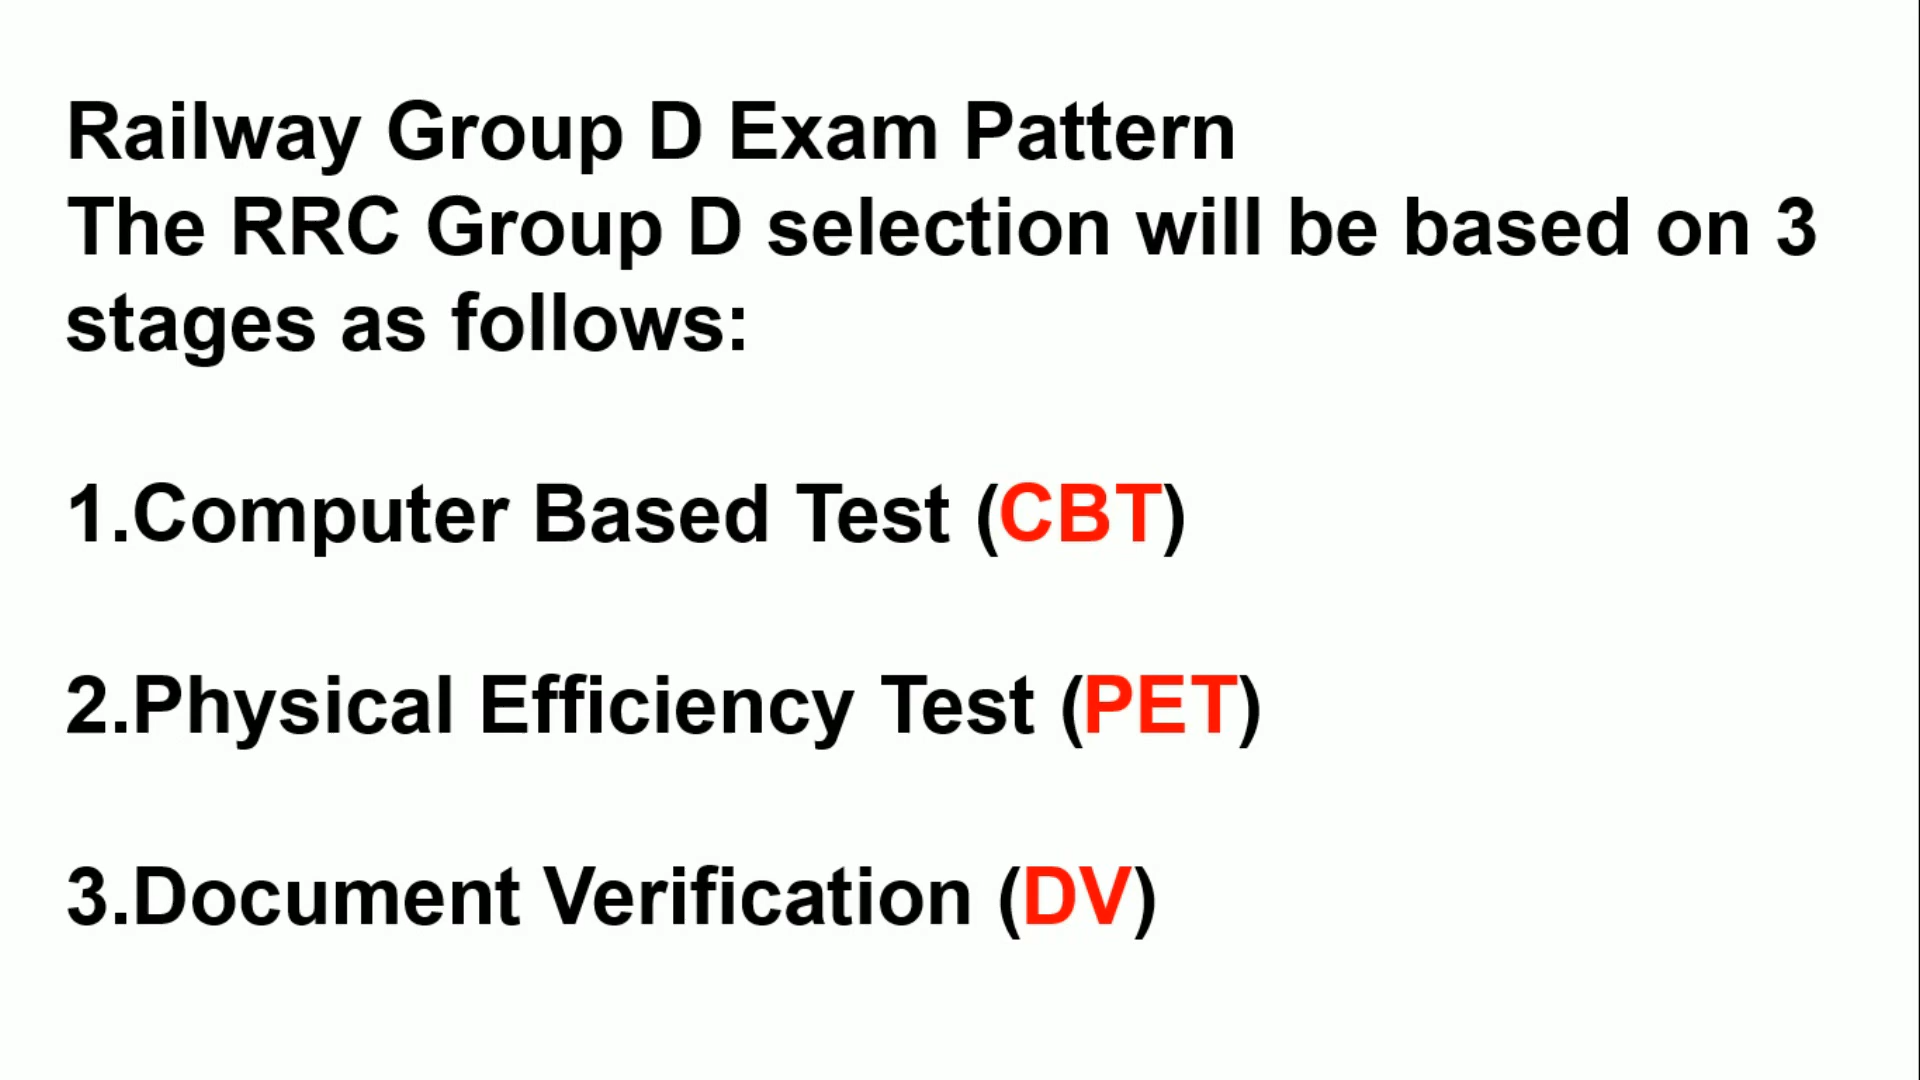 Railway Group D Exam Pattern
The RRC Group D selection will be based on 3
stages as follows:
1.Computer Based Test (CBT)
2.Physical Efficiency Test (PET)
3.Document Verification (DV)